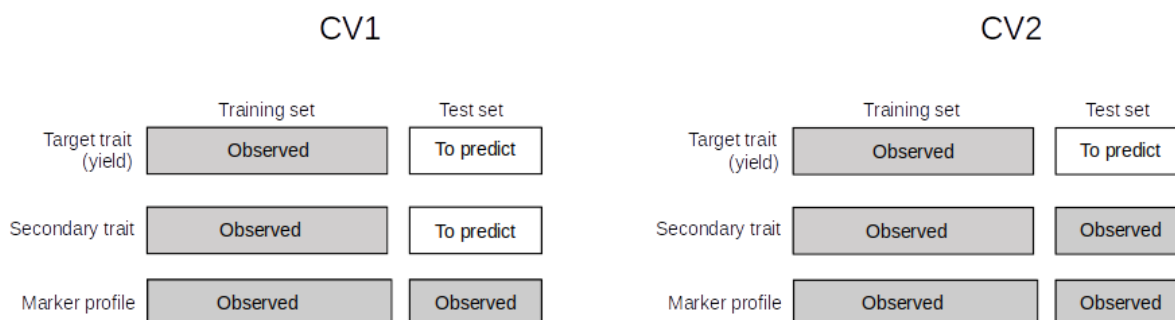 CV1
CV2
Training set
Test set
Training set
Test set
Target trait
(yield)
Observed
To predict
Target trait
(yield)
Observed
To predict
Secondary trait
Observed
To predict
Secondary trait
Observed
Observed
Marker profile
Observed
Observed
Marker profile
Observed
Observed